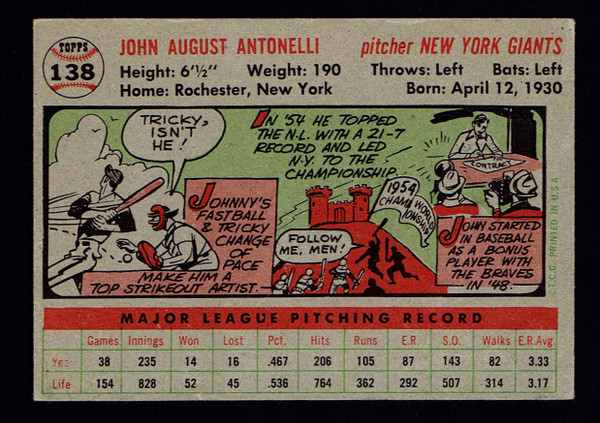 TOPPS
138
JOHN AUGUST ANTONELLI pitcher NEW YORK GIANTS
Height: 6'½" Weight: 190 Throws: Left Bats: Left
Home: Rochester, New York Born: April 12, 1930
TRICKY,
ISN'T
HE!
JOHNNY'S
FASTBALL
& TRICKY
CHANGE OF
PACE
MAKE HIM A
TOP STRIKEOUT ARTIST.
IN '54 HE TOPPED
THE N.L. WITH A 21-7
RECORD AND LED
N.Y. TO THE
CHAMPIONSHIP.
FOLLOW
ME, MEN!
1954
WORLD
CHAMPIONSHIP
CONTRACT
JOHN STARTED
IN BASEBALL
AS A BONUS
PLAYER WITH
THE BRAVES
IN '48.
©T.C.G. PRINTED IN U.S.A.
MAJOR LEAGUE PITCHING RECORD
Games Innings Won Lost Pct. Hits Runs E.R. S.O. Walks E.R.Avg
Year 38 235 14 16 .467 206 105 87 143 82 3.33
Life 154 828 52 45 .536 764 362 292 507 314 3.17